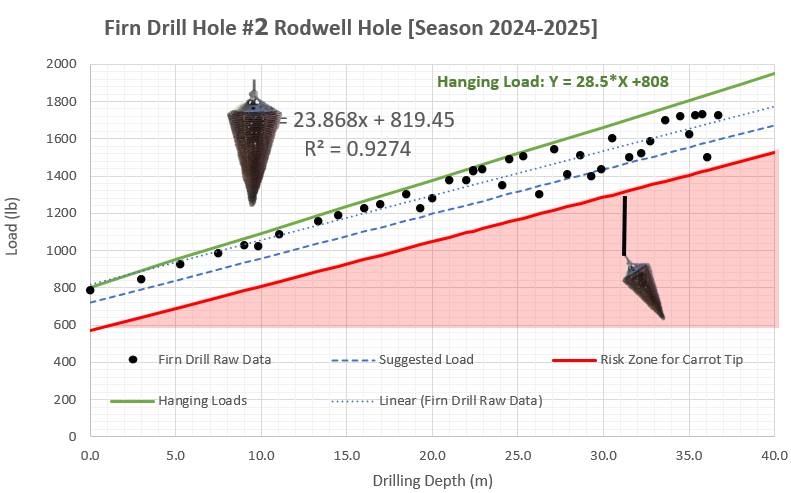 Firn Drill Hole #2 Rodwell Hole [Season 2024-2025]
Hanging Load: Y = 28.5*X +808
= 23.868x + 819.45
R² = 0.9274
Load (lb)
2000
1800
1600
1400
1200
1000
800
600
400
200
0
Firn Drill Raw Data
Suggested Load
Risk Zone for Carrot Tip
Hanging Loads
Linear (Firn Drill Raw Data)
0.0 5.0 10.0 15.0 20.0 25.0 30.0 35.0 40.0
Drilling Depth (m)